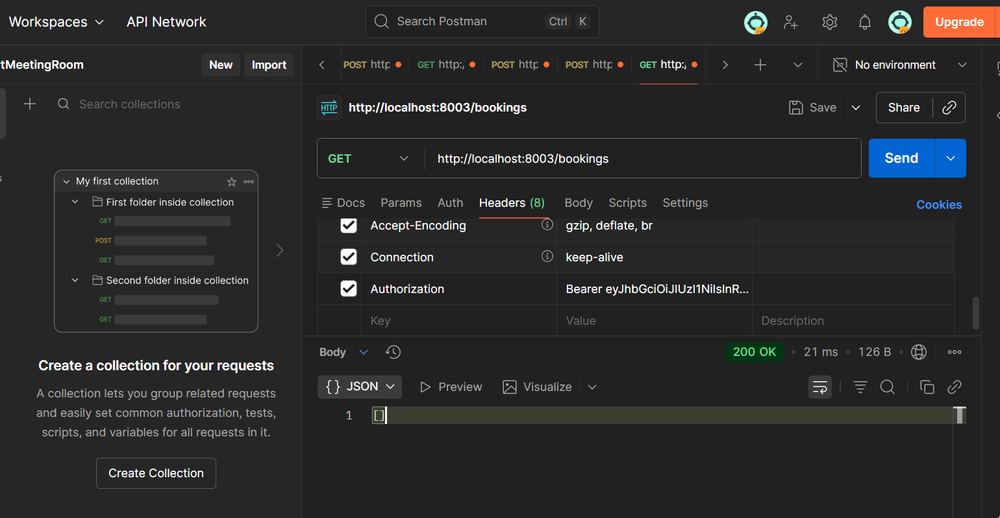 Workspaces
API Network
Search Postman
Ctrl
K
Upgrade
tMeetingRoom
New
Import
POST http
GET http:/
POST http
POST http
GET http:/
No environment
Search collections
HTTP
http://localhost:8003/bookings
Save
Share
GET
http://localhost:8003/bookings
Send
s
My first collection
First folder inside collection
GET
POST
GET
Second folder inside collection
GET
GET
Docs
Params
Auth
Headers (8)
Body
Scripts
Settings
Cookies
Accept-Encoding
gzip, deflate, br
Connection
keep-alive
Authorization
Bearer eyJhbGciOiJIUzI1NiIsInR...
Key
Value
Description
Create a collection for your requests
A collection lets you group related requests
and easily set common authorization, tests,
scripts, and variables for all requests in it.
Create Collection
Body
200 OK
21 ms
126 B
{} JSON
Preview
Visualize
1
[]